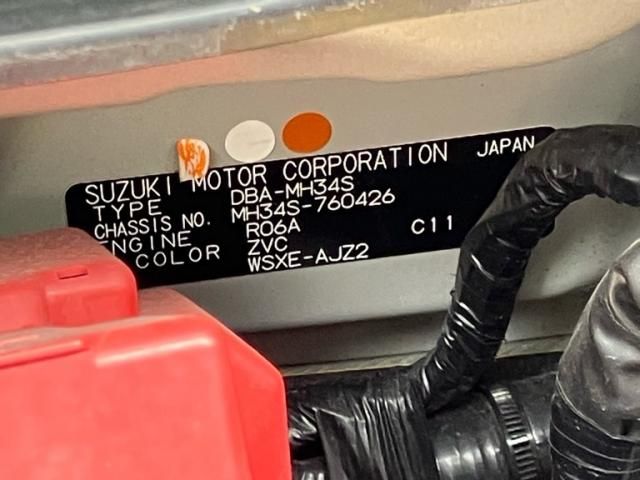 SUZUKI MOTOR CORPORATION JAPAN
TYPE DBA-MH34S
CHASSIS NO. MH34S-760426
ENGINE R06A C11
COLOR ZVC
WSXE-AJZ2